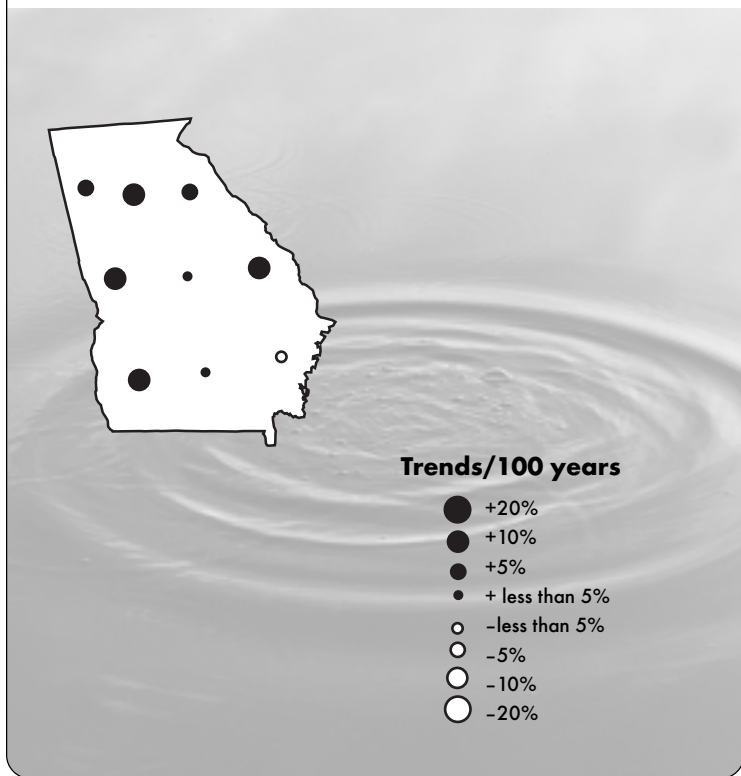 Trends/100 years
+20%
+10%
+5%
+ less than 5%
–less than 5%
–5%
–10%
–20%